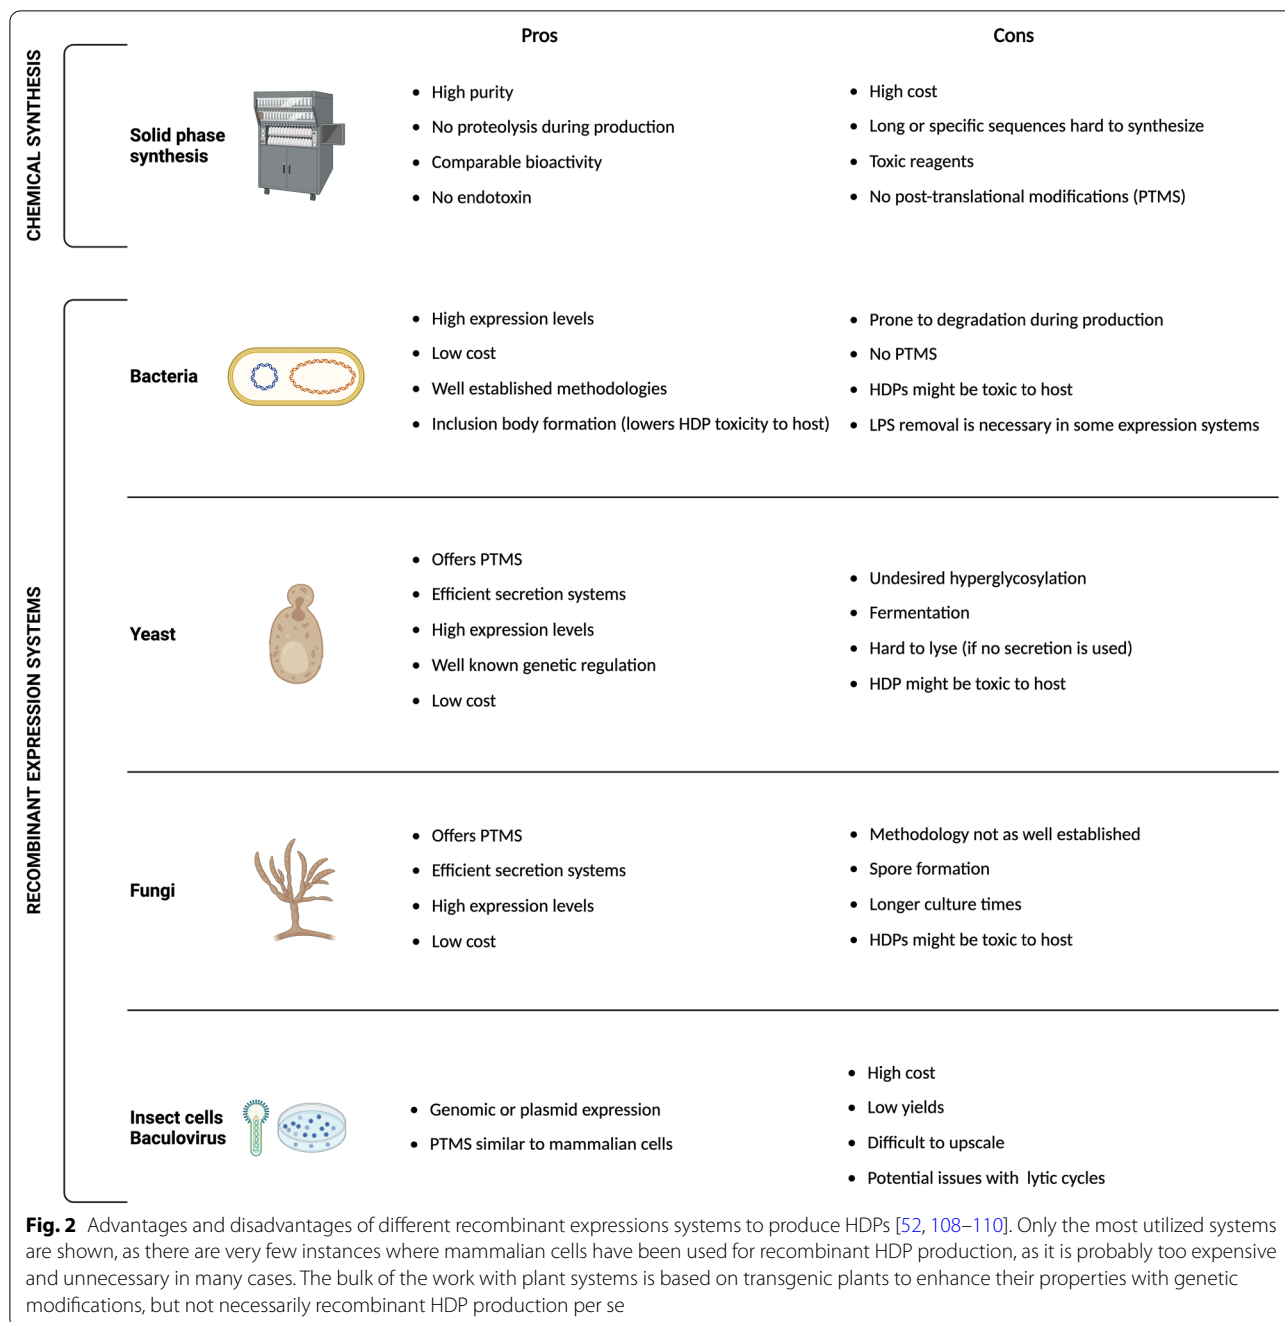 Pros
Cons
CHEMICAL SYNTHESIS
Solid phase
synthesis
• High purity
• No proteolysis during production
• Comparable bioactivity
• No endotoxin
• High cost
• Long or specific sequences hard to synthesize
• Toxic reagents
• No post-translational modifications (PTMS)
RECOMBINANT EXPRESSION SYSTEMS
Bacteria
• High expression levels
• Low cost
• Well established methodologies
• Inclusion body formation (lowers HDP toxicity to host)
• Prone to degradation during production
• No PTMS
• HDPs might be toxic to host
• LPS removal is necessary in some expression systems
Yeast
• Offers PTMS
• Efficient secretion systems
• High expression levels
• Well known genetic regulation
• Low cost
• Undesired hyperglycosylation
• Fermentation
• Hard to lyse (if no secretion is used)
• HDP might be toxic to host
Fungi
• Offers PTMS
• Efficient secretion systems
• High expression levels
• Low cost
• Methodology not as well established
• Spore formation
• Longer culture times
• HDPs might be toxic to host
Insect cells
Baculovirus
• Genomic or plasmid expression
• PTMS similar to mammalian cells
• High cost
• Low yields
• Difficult to upscale
• Potential issues with lytic cycles
Fig. 2 Advantages and disadvantages of different recombinant expressions systems to produce HDPs [52, 108–110]. Only the most utilized systems
are shown, as there are very few instances where mammalian cells have been used for recombinant HDP production, as it is probably too expensive
and unnecessary in many cases. The bulk of the work with plant systems is based on transgenic plants to enhance their properties with genetic
modifications, but not necessarily recombinant HDP production per se